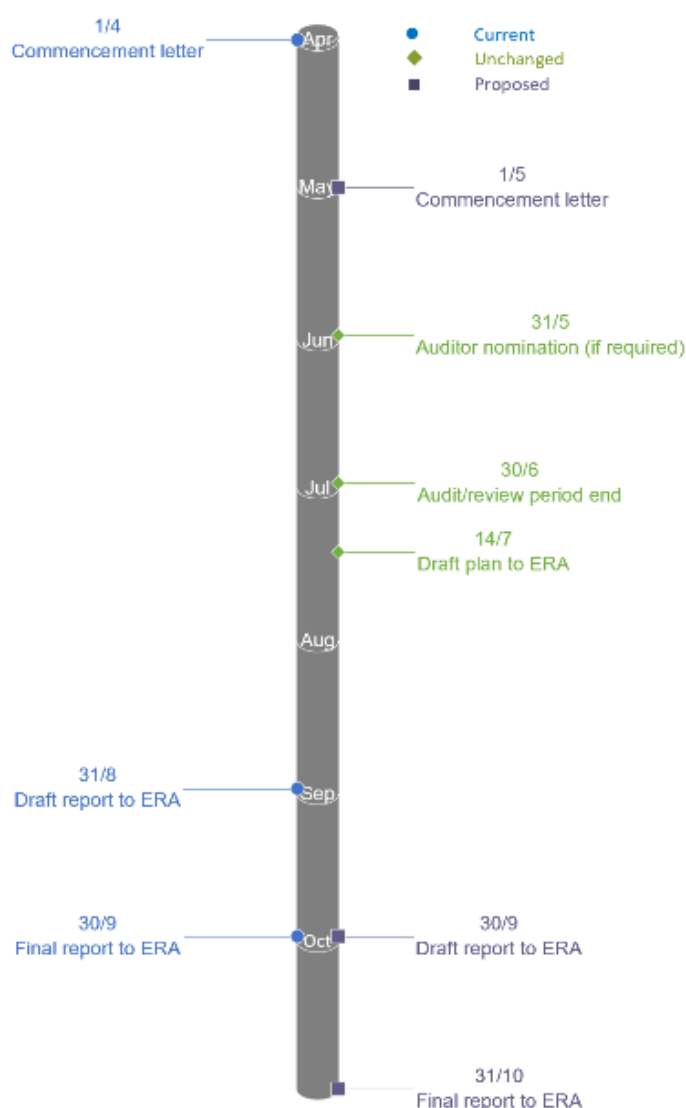 1/4
Commencement letter
Apr
Current
Unchanged
Proposed
May
1/5
Commencement letter
Jun
31/5
Auditor nomination (if required)
Jul
30/6
Audit/review period end
14/7
Draft plan to ERA
Aug
31/8
Draft report to ERA
Sep
30/9
Final report to ERA
Oct
30/9
Draft report to ERA
31/10
Final report to ERA